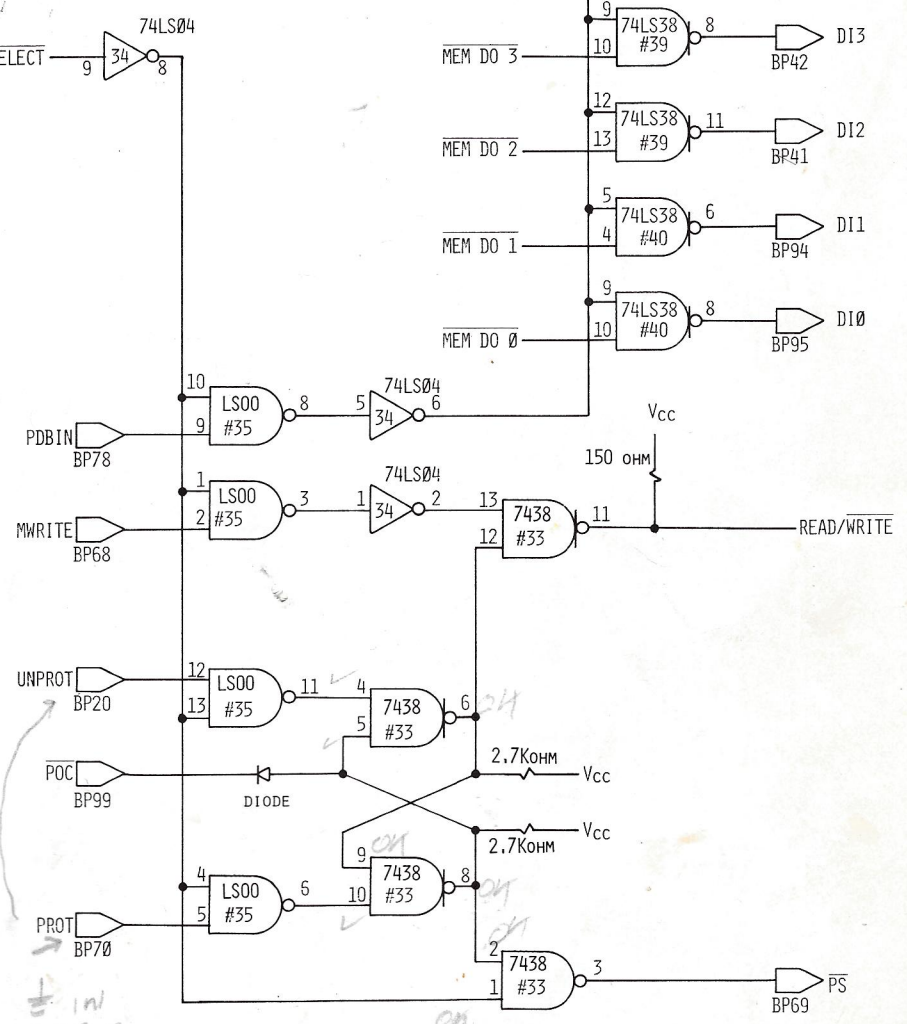 74LS04
ELECT 9 34 8
9 74LS38 #39 8 DI3
MEM DO 3 10 BP42
12 74LS38 #39 11 DI2
MEM DO 2 13 BP41
5 74LS38 #40 6 DI1
MEM DO 1 4 BP94
9 74LS38 #40 8 DI0
MEM DO 0 10 BP95
74LS04
10 LS00 #35 8 5 34 6
PDBIN 9
BP78
VCC
150 OHM
74LS04
1 LS00 #35 3 1 34 2 13 7438 #33 11
MWRITE 2 12 READ/WRITE
BP68
UNPROT 12 LS00 #35 11 4 7438 #33 6
BP20 13 5
2.7KOHM
POC VCC
BP99 DIODE
VCC
2.7KOHM
9
4 LS00 #35 6 10 7438 #33 8
PROT 5
BP70
2 7438 #33 3 PS
1 BP69
IN